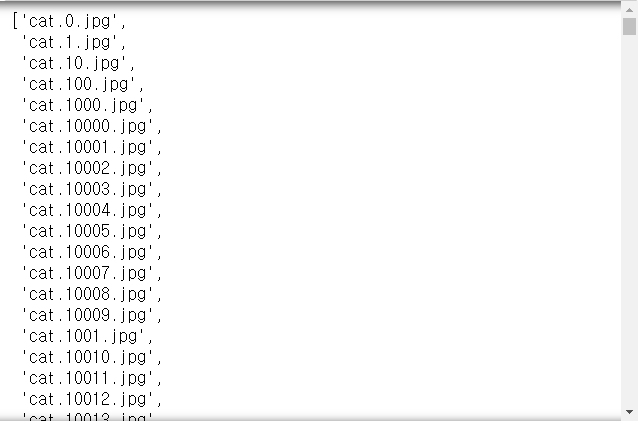 ['cat.0.jpg',
'cat.1.jpg',
'cat.10.jpg',
'cat.100.jpg',
'cat.1000.jpg',
'cat.10000.jpg',
'cat.10001.jpg',
'cat.10002.jpg',
'cat.10003.jpg',
'cat.10004.jpg',
'cat.10005.jpg',
'cat.10006.jpg',
'cat.10007.jpg',
'cat.10008.jpg',
'cat.10009.jpg',
'cat.1001.jpg',
'cat.10010.jpg',
'cat.10011.jpg',
'cat.10012.jpg',
'cat.10013.jpg'